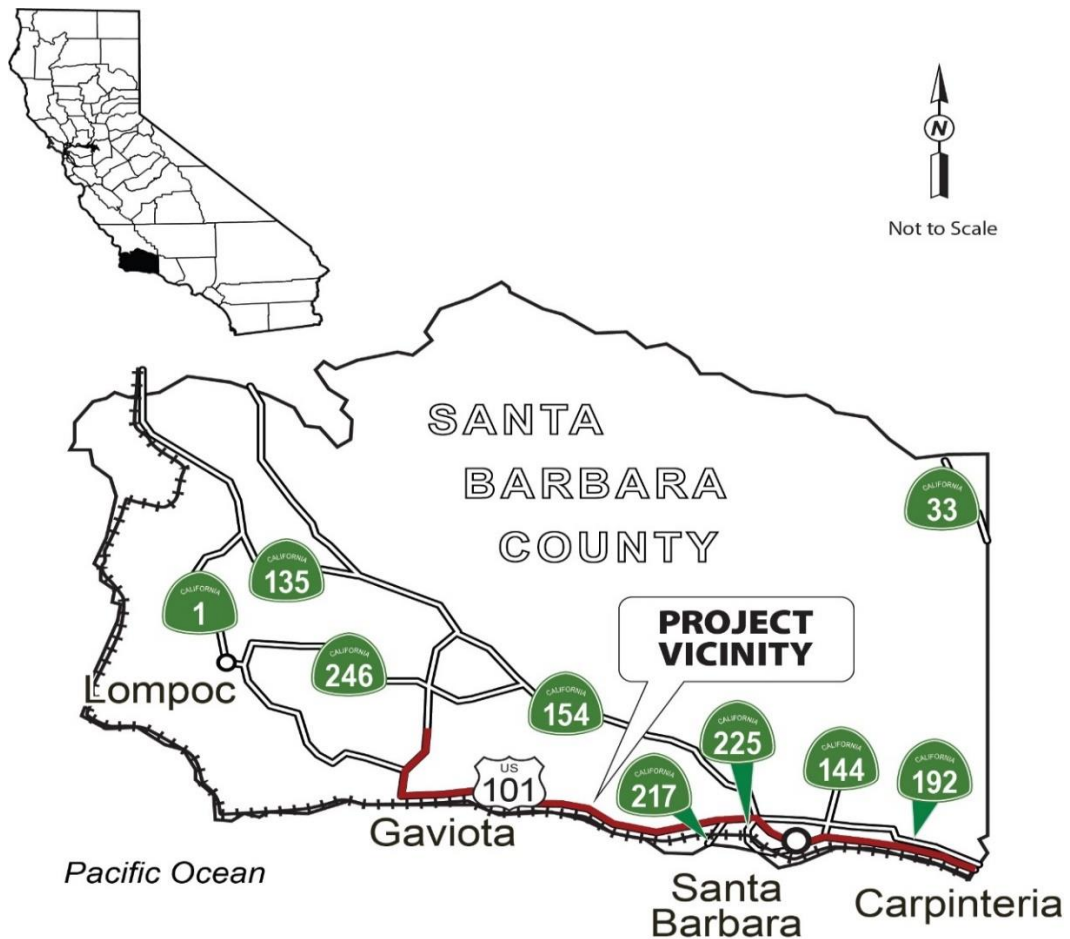 N
Not to Scale
SANTA
BARBARA
COUNTY
CALIFORNIA
33
CALIFORNIA
135
CALIFORNIA
1
PROJECT
VICINITY
CALIFORNIA
246
Lompoc
CALIFORNIA
154
CALIFORNIA
225
CALIFORNIA
144
US
101
CALIFORNIA
217
CALIFORNIA
192
Gaviota
Pacific Ocean
Santa
Barbara
Carpinteria